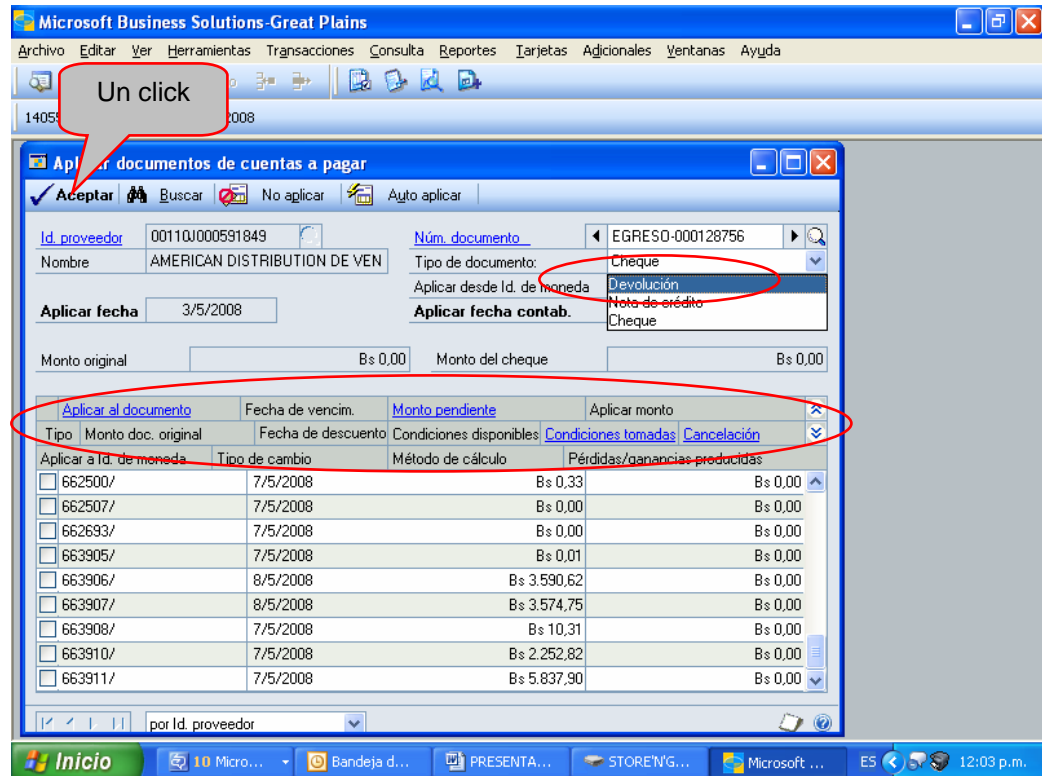 Microsoft Business Solutions-Great Plains
Archivo Editar Ver Herramientas Transacciones Consulta Reportes Tarjetas Adicionales Ventanas Ayuda
Un click
Aplicar documentos de cuentas a pagar
Aceptar Buscar No aplicar Auto aplicar
Id. proveedor 00110J000591849 Núm. documento EGRESO-000128756
Nombre AMERICAN DISTRIBUTION DE VEN Tipo de documento: Cheque
Aplicar desde Id. de moneda Devolución
Nota de crédito
Aplicar fecha 3/5/2008 Aplicar fecha contab. Cheque
Monto original Bs 0,00 Monto del cheque Bs 0,00
Aplicar al documento Fecha de vencim. Monto pendiente Aplicar monto
Tipo Monto doc. original Fecha de descuento Condiciones disponibles Condiciones tomadas Cancelación
Aplicar a Id. de moneda Tipo de cambio Método de cálculo Pérdidas/ganancias producidas
662500/ 7/5/2008 Bs 0,33 Bs 0,00
662507/ 7/5/2008 Bs 0,00 Bs 0,00
662693/ 7/5/2008 Bs 0,00 Bs 0,00
663905/ 7/5/2008 Bs 0,01 Bs 0,00
663906/ 8/5/2008 Bs 3.590,62 Bs 0,00
663907/ 8/5/2008 Bs 3.574,75 Bs 0,00
663908/ 7/5/2008 Bs 10,31 Bs 0,00
663910/ 7/5/2008 Bs 2.252,82 Bs 0,00
663911/ 7/5/2008 Bs 5.837,90 Bs 0,00
por Id. proveedor
Inicio 10 Micro... Bandeja d... PRESENTA... STORE'N'G... Microsoft ... ES 12:03 p.m.